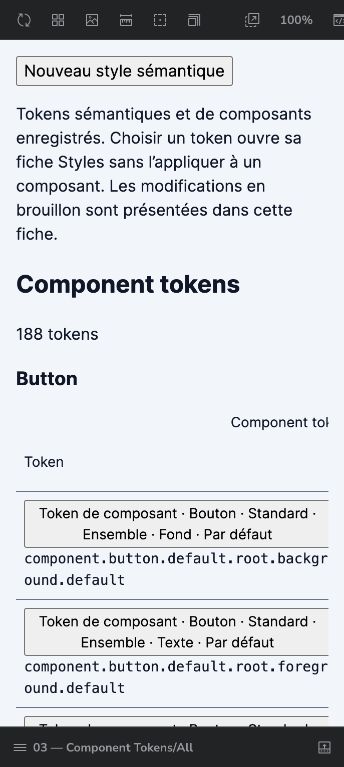 100%
Nouveau style sémantique
Tokens sémantiques et de composants
enregistrés. Choisir un token ouvre sa
fiche Styles sans l’appliquer à un
composant. Les modifications en
brouillon sont présentées dans cette
fiche.
Component tokens
188 tokens
Button
Component tok
Token
Token de composant · Bouton · Standard ·
Ensemble · Fond · Par défaut
component.button.default.root.backgr
ound.default
Token de composant · Bouton · Standard ·
Ensemble · Texte · Par défaut
component.button.default.root.foregr
ound.default
03 — Component Tokens/All